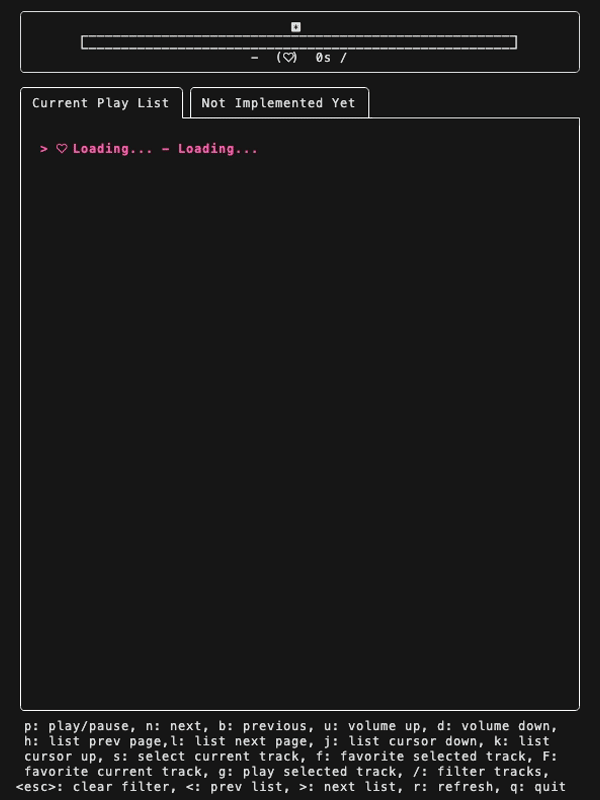 - (♡) 0s /
Current Play List Not Implemented Yet
> ♡ Loading... - Loading...
p: play/pause, n: next, b: previous, u: volume up, d: volume down,
h: list prev page,l: list next page, j: list cursor down, k: list
cursor up, s: select current track, f: favorite selected track, F:
favorite current track, g: play selected track, /: filter tracks,
<esc>: clear filter, <: prev list, >: next list, r: refresh, q: quit